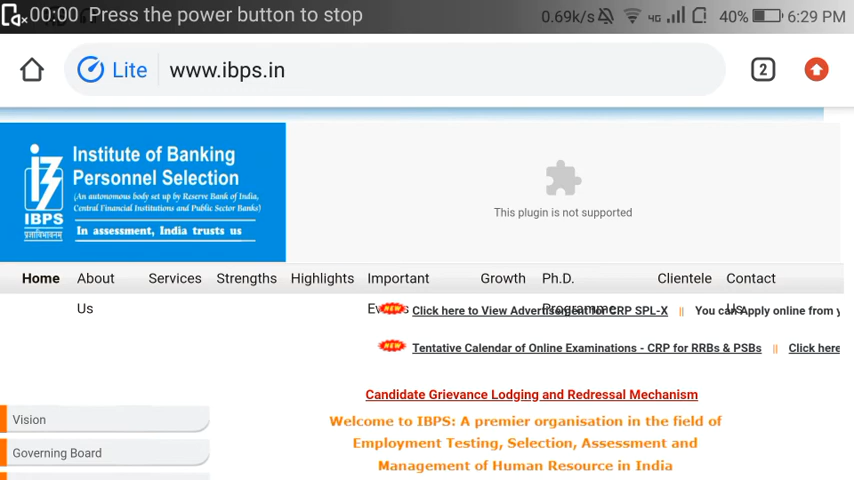 00:00 Press the power button to stop
0.69k/s 4G 40% 6:29 PM
Lite www.ibps.in 2
Institute of Banking
Personnel Selection
(An autonomous body set up by Reserve Bank of India,
Central Financial Institutions and Public Sector Banks)
IBPS
In assessment, India trusts us
This plugin is not supported
Home About Us Services Strengths Highlights Important Events Growth Ph.D. Programme Clientele Contact Us
NEW Click here to View Advertisement for CRP SPL-X || You can Apply online from
NEW Tentative Calendar of Online Examinations - CRP for RRBs & PSBs || Click here
Candidate Grievance Lodging and Redressal Mechanism
Welcome to IBPS: A premier organisation in the field of
Employment Testing, Selection, Assessment and
Management of Human Resource in India
Vision
Governing Board